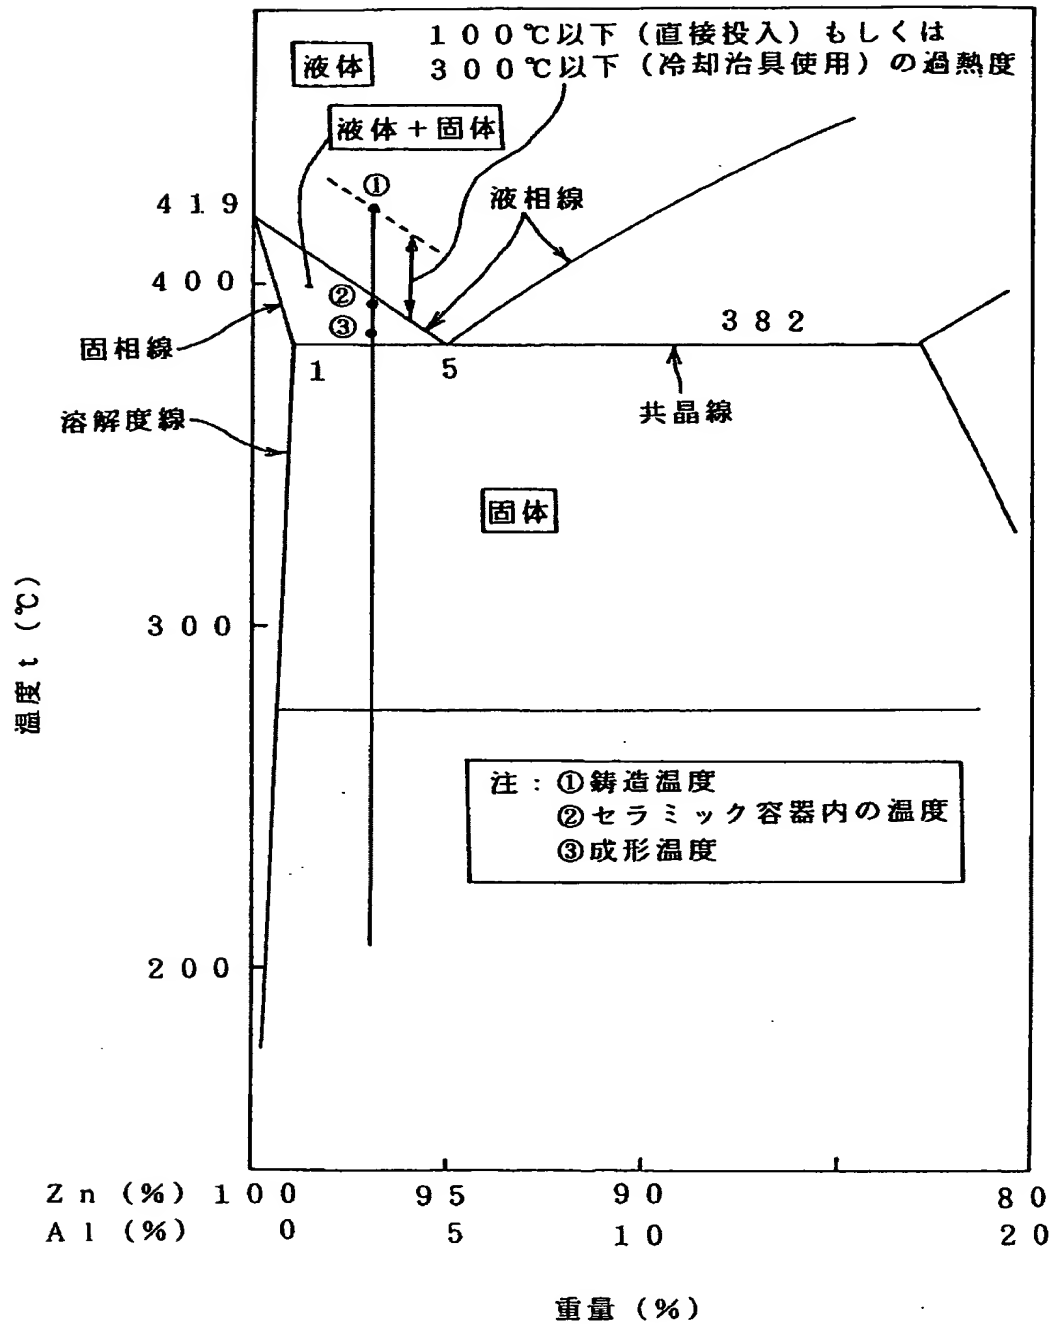 100℃以下(直接投入)もしくは
300℃以下(冷却治具使用)の過熱度
液体
液体+固体
①
419
液相線
400
②
③
382
固相線
1
5
共晶線
溶解度線
固体
300
温度t(℃)
注:①鋳造温度
②セラミック容器内の温度
③成形温度
200
Zn(%) 100 95 90 80
Al(%) 0 5 10 20
重量(%)